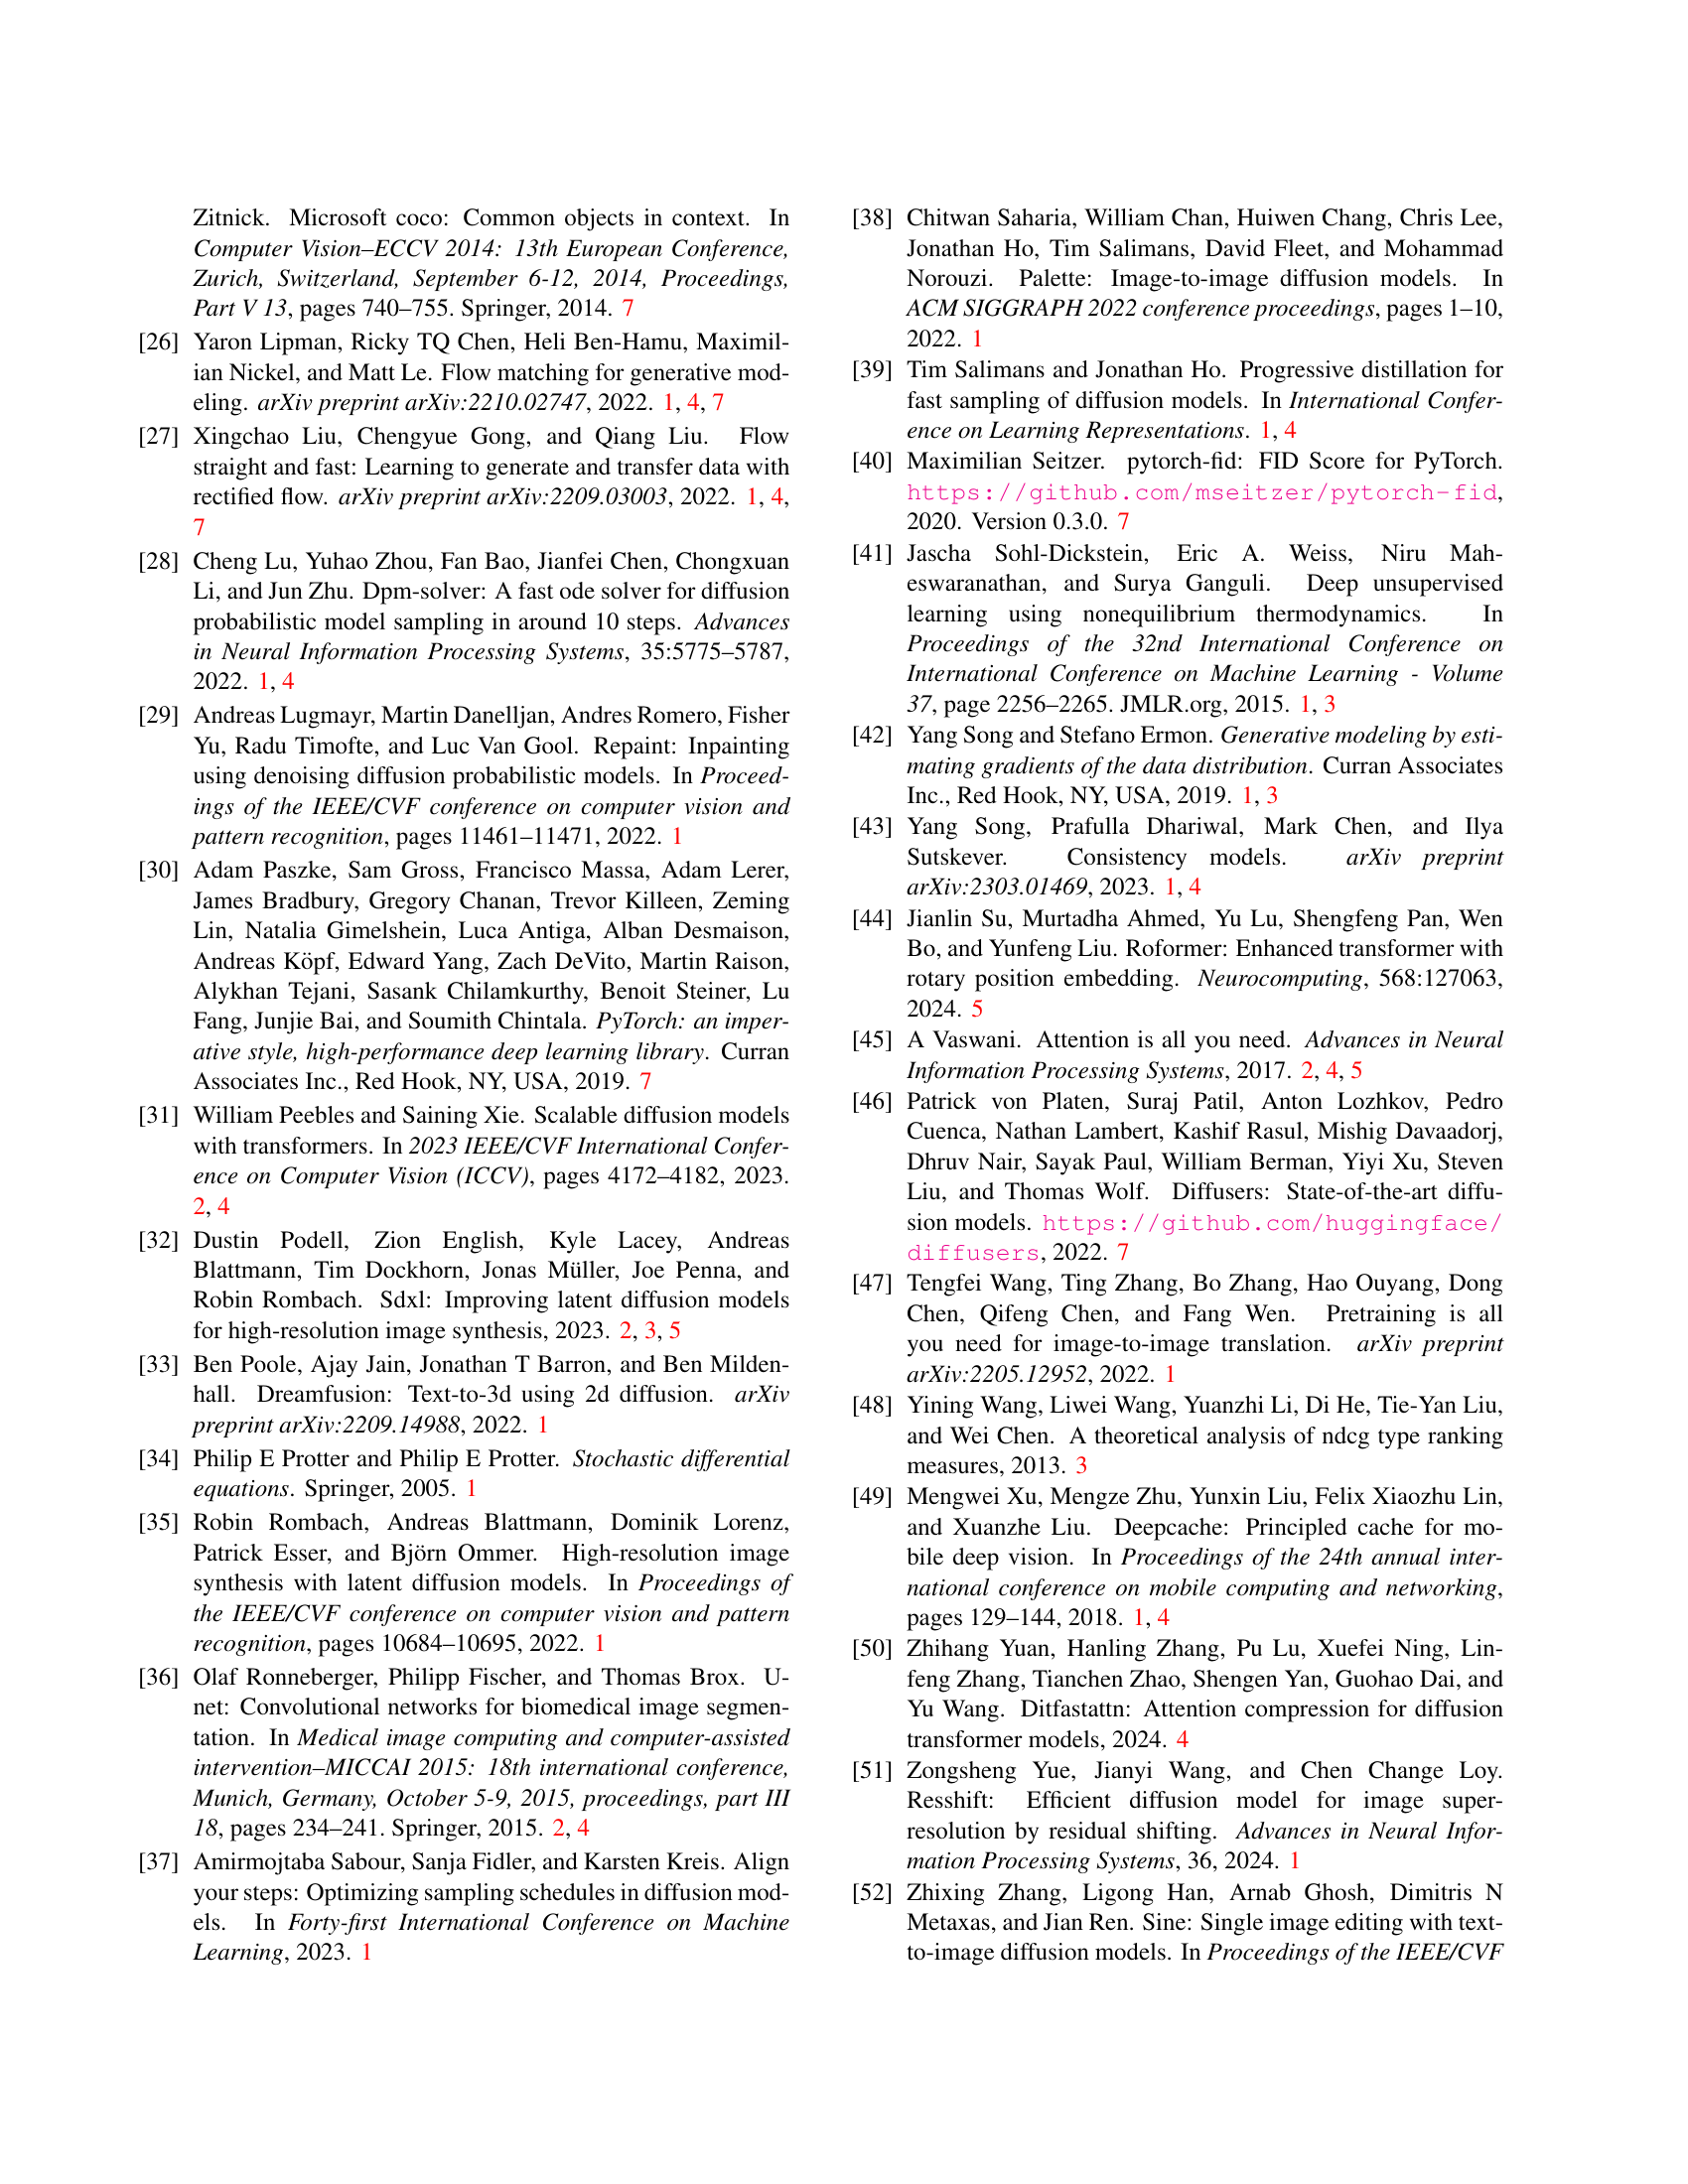 Zitnick. Microsoft coco: Common objects in context. In
Computer Vision–ECCV 2014: 13th European Conference,
Zurich, Switzerland, September 6-12, 2014, Proceedings,
Part V 13, pages 740–755. Springer, 2014. 7
[26] Yaron Lipman, Ricky TQ Chen, Heli Ben-Hamu, Maximil-
ian Nickel, and Matt Le. Flow matching for generative mod-
eling. arXiv preprint arXiv:2210.02747, 2022. 1, 4, 7
[27] Xingchao Liu, Chengyue Gong, and Qiang Liu. Flow
straight and fast: Learning to generate and transfer data with
rectified flow. arXiv preprint arXiv:2209.03003, 2022. 1, 4,
7
[28] Cheng Lu, Yuhao Zhou, Fan Bao, Jianfei Chen, Chongxuan
Li, and Jun Zhu. Dpm-solver: A fast ode solver for diffusion
probabilistic model sampling in around 10 steps. Advances
in Neural Information Processing Systems, 35:5775–5787,
2022. 1, 4
[29] Andreas Lugmayr, Martin Danelljan, Andres Romero, Fisher
Yu, Radu Timofte, and Luc Van Gool. Repaint: Inpainting
using denoising diffusion probabilistic models. In Proceed-
ings of the IEEE/CVF conference on computer vision and
pattern recognition, pages 11461–11471, 2022. 1
[30] Adam Paszke, Sam Gross, Francisco Massa, Adam Lerer,
James Bradbury, Gregory Chanan, Trevor Killeen, Zeming
Lin, Natalia Gimelshein, Luca Antiga, Alban Desmaison,
Andreas Köpf, Edward Yang, Zach DeVito, Martin Raison,
Alykhan Tejani, Sasank Chilamkurthy, Benoit Steiner, Lu
Fang, Junjie Bai, and Soumith Chintala. PyTorch: an imper-
ative style, high-performance deep learning library. Curran
Associates Inc., Red Hook, NY, USA, 2019. 7
[31] William Peebles and Saining Xie. Scalable diffusion models
with transformers. In 2023 IEEE/CVF International Confer-
ence on Computer Vision (ICCV), pages 4172–4182, 2023.
2, 4
[32] Dustin Podell, Zion English, Kyle Lacey, Andreas
Blattmann, Tim Dockhorn, Jonas Müller, Joe Penna, and
Robin Rombach. Sdxl: Improving latent diffusion models
for high-resolution image synthesis, 2023. 2, 3, 5
[33] Ben Poole, Ajay Jain, Jonathan T Barron, and Ben Milden-
hall. Dreamfusion: Text-to-3d using 2d diffusion. arXiv
preprint arXiv:2209.14988, 2022. 1
[34] Philip E Protter and Philip E Protter. Stochastic differential
equations. Springer, 2005. 1
[35] Robin Rombach, Andreas Blattmann, Dominik Lorenz,
Patrick Esser, and Björn Ommer. High-resolution image
synthesis with latent diffusion models. In Proceedings of
the IEEE/CVF conference on computer vision and pattern
recognition, pages 10684–10695, 2022. 1
[36] Olaf Ronneberger, Philipp Fischer, and Thomas Brox. U-
net: Convolutional networks for biomedical image segmen-
tation. In Medical image computing and computer-assisted
intervention–MICCAI 2015: 18th international conference,
Munich, Germany, October 5-9, 2015, proceedings, part III
18, pages 234–241. Springer, 2015. 2, 4
[37] Amirmojtaba Sabour, Sanja Fidler, and Karsten Kreis. Align
your steps: Optimizing sampling schedules in diffusion mod-
els. In Forty-first International Conference on Machine
Learning, 2023. 1
[38] Chitwan Saharia, William Chan, Huiwen Chang, Chris Lee,
Jonathan Ho, Tim Salimans, David Fleet, and Mohammad
Norouzi. Palette: Image-to-image diffusion models. In
ACM SIGGRAPH 2022 conference proceedings, pages 1–10,
2022. 1
[39] Tim Salimans and Jonathan Ho. Progressive distillation for
fast sampling of diffusion models. In International Confer-
ence on Learning Representations. 1, 4
[40] Maximilian Seitzer. pytorch-fid: FID Score for PyTorch.
https://github.com/mseitzer/pytorch-fid,
2020. Version 0.3.0. 7
[41] Jascha Sohl-Dickstein, Eric A. Weiss, Niru Mah-
eswaranathan, and Surya Ganguli. Deep unsupervised
learning using nonequilibrium thermodynamics. In
Proceedings of the 32nd International Conference on
International Conference on Machine Learning - Volume
37, page 2256–2265. JMLR.org, 2015. 1, 3
[42] Yang Song and Stefano Ermon. Generative modeling by esti-
mating gradients of the data distribution. Curran Associates
Inc., Red Hook, NY, USA, 2019. 1, 3
[43] Yang Song, Prafulla Dhariwal, Mark Chen, and Ilya
Sutskever. Consistency models. arXiv preprint
arXiv:2303.01469, 2023. 1, 4
[44] Jianlin Su, Murtadha Ahmed, Yu Lu, Shengfeng Pan, Wen
Bo, and Yunfeng Liu. Roformer: Enhanced transformer with
rotary position embedding. Neurocomputing, 568:127063,
2024. 5
[45] A Vaswani. Attention is all you need. Advances in Neural
Information Processing Systems, 2017. 2, 4, 5
[46] Patrick von Platen, Suraj Patil, Anton Lozhkov, Pedro
Cuenca, Nathan Lambert, Kashif Rasul, Mishig Davaadorj,
Dhruv Nair, Sayak Paul, William Berman, Yiyi Xu, Steven
Liu, and Thomas Wolf. Diffusers: State-of-the-art diffu-
sion models. https://github.com/huggingface/
diffusers, 2022. 7
[47] Tengfei Wang, Ting Zhang, Bo Zhang, Hao Ouyang, Dong
Chen, Qifeng Chen, and Fang Wen. Pretraining is all
you need for image-to-image translation. arXiv preprint
arXiv:2205.12952, 2022. 1
[48] Yining Wang, Liwei Wang, Yuanzhi Li, Di He, Tie-Yan Liu,
and Wei Chen. A theoretical analysis of ndcg type ranking
measures, 2013. 3
[49] Mengwei Xu, Mengze Zhu, Yunxin Liu, Felix Xiaozhu Lin,
and Xuanzhe Liu. Deepcache: Principled cache for mo-
bile deep vision. In Proceedings of the 24th annual inter-
national conference on mobile computing and networking,
pages 129–144, 2018. 1, 4
[50] Zhihang Yuan, Hanling Zhang, Pu Lu, Xuefei Ning, Lin-
feng Zhang, Tianchen Zhao, Shengen Yan, Guohao Dai, and
Yu Wang. Ditfastattn: Attention compression for diffusion
transformer models, 2024. 4
[51] Zongsheng Yue, Jianyi Wang, and Chen Change Loy.
Resshift: Efficient diffusion model for image super-
resolution by residual shifting. Advances in Neural Infor-
mation Processing Systems, 36, 2024. 1
[52] Zhixing Zhang, Ligong Han, Arnab Ghosh, Dimitris N
Metaxas, and Jian Ren. Sine: Single image editing with text-
to-image diffusion models. In Proceedings of the IEEE/CVF